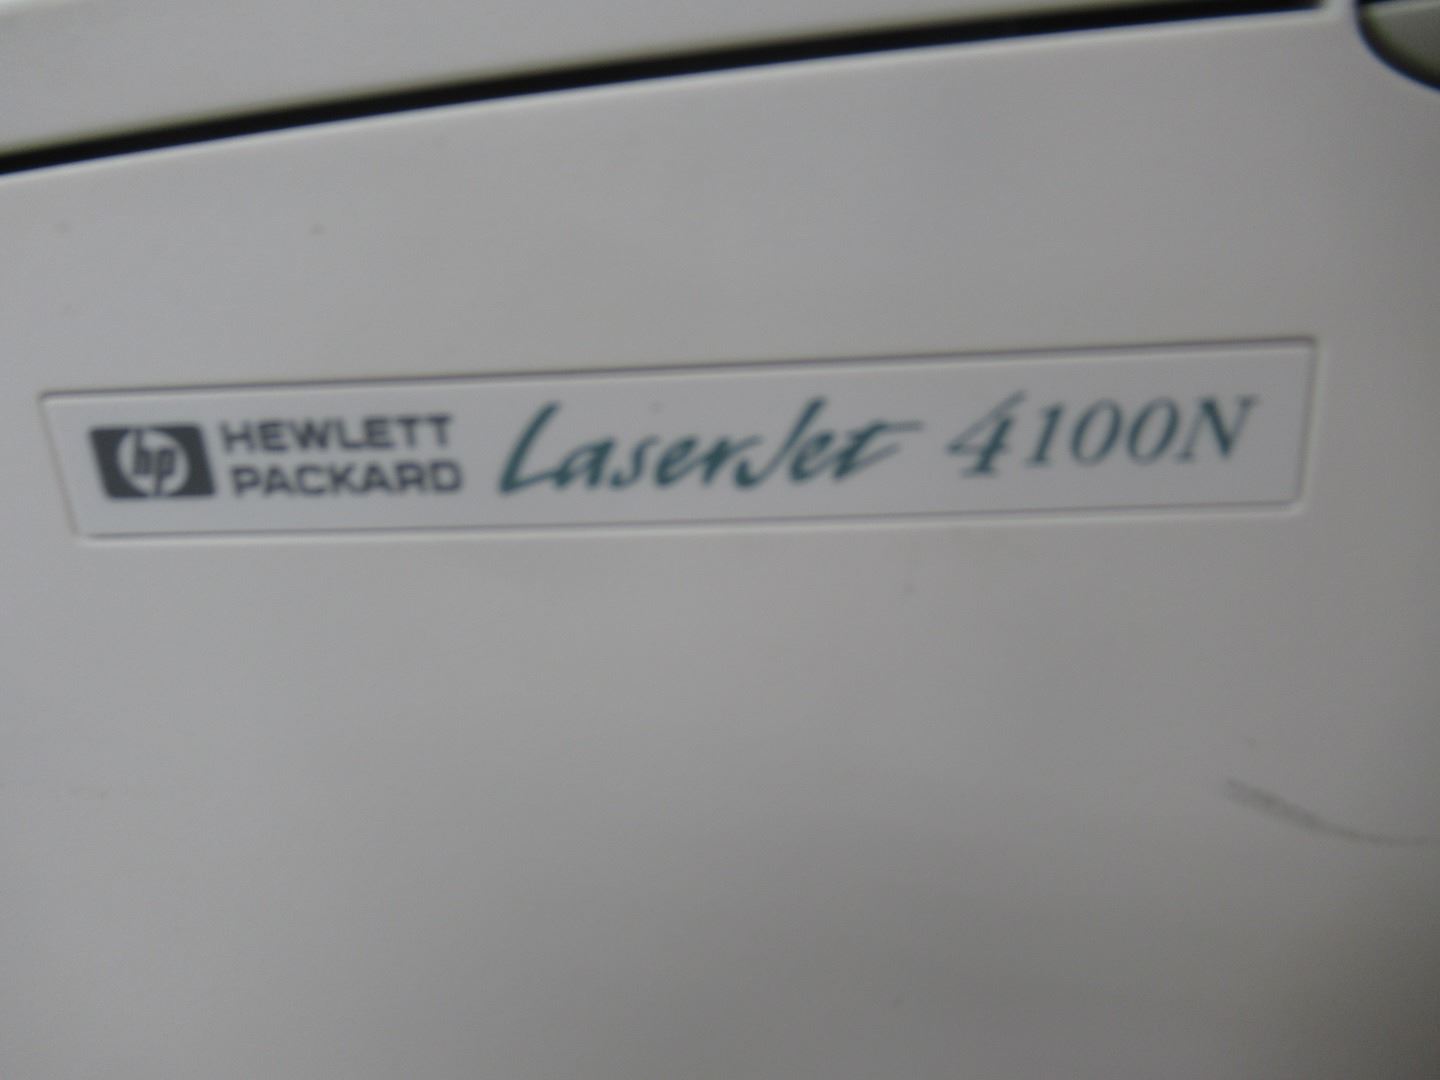 hp HEWLETT PACKARD LaserJet 4100N